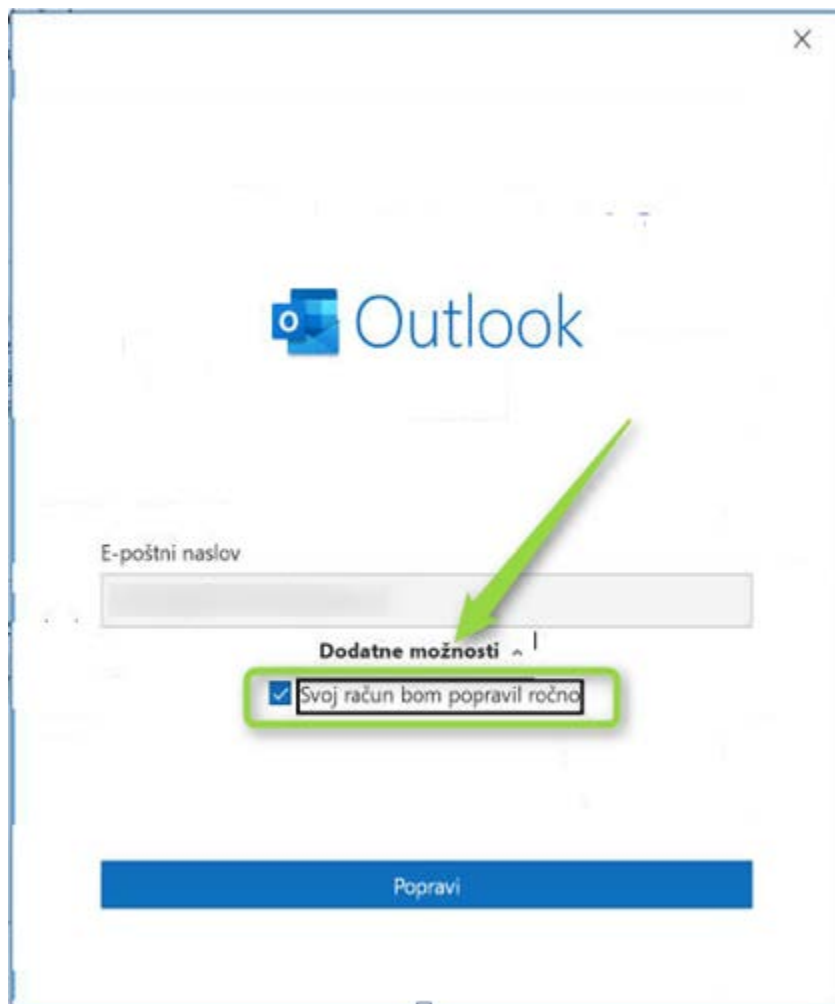 Outlook
E-poštni naslov
Dodatne možnosti
Svoj račun bom popravil ročno
Popravi